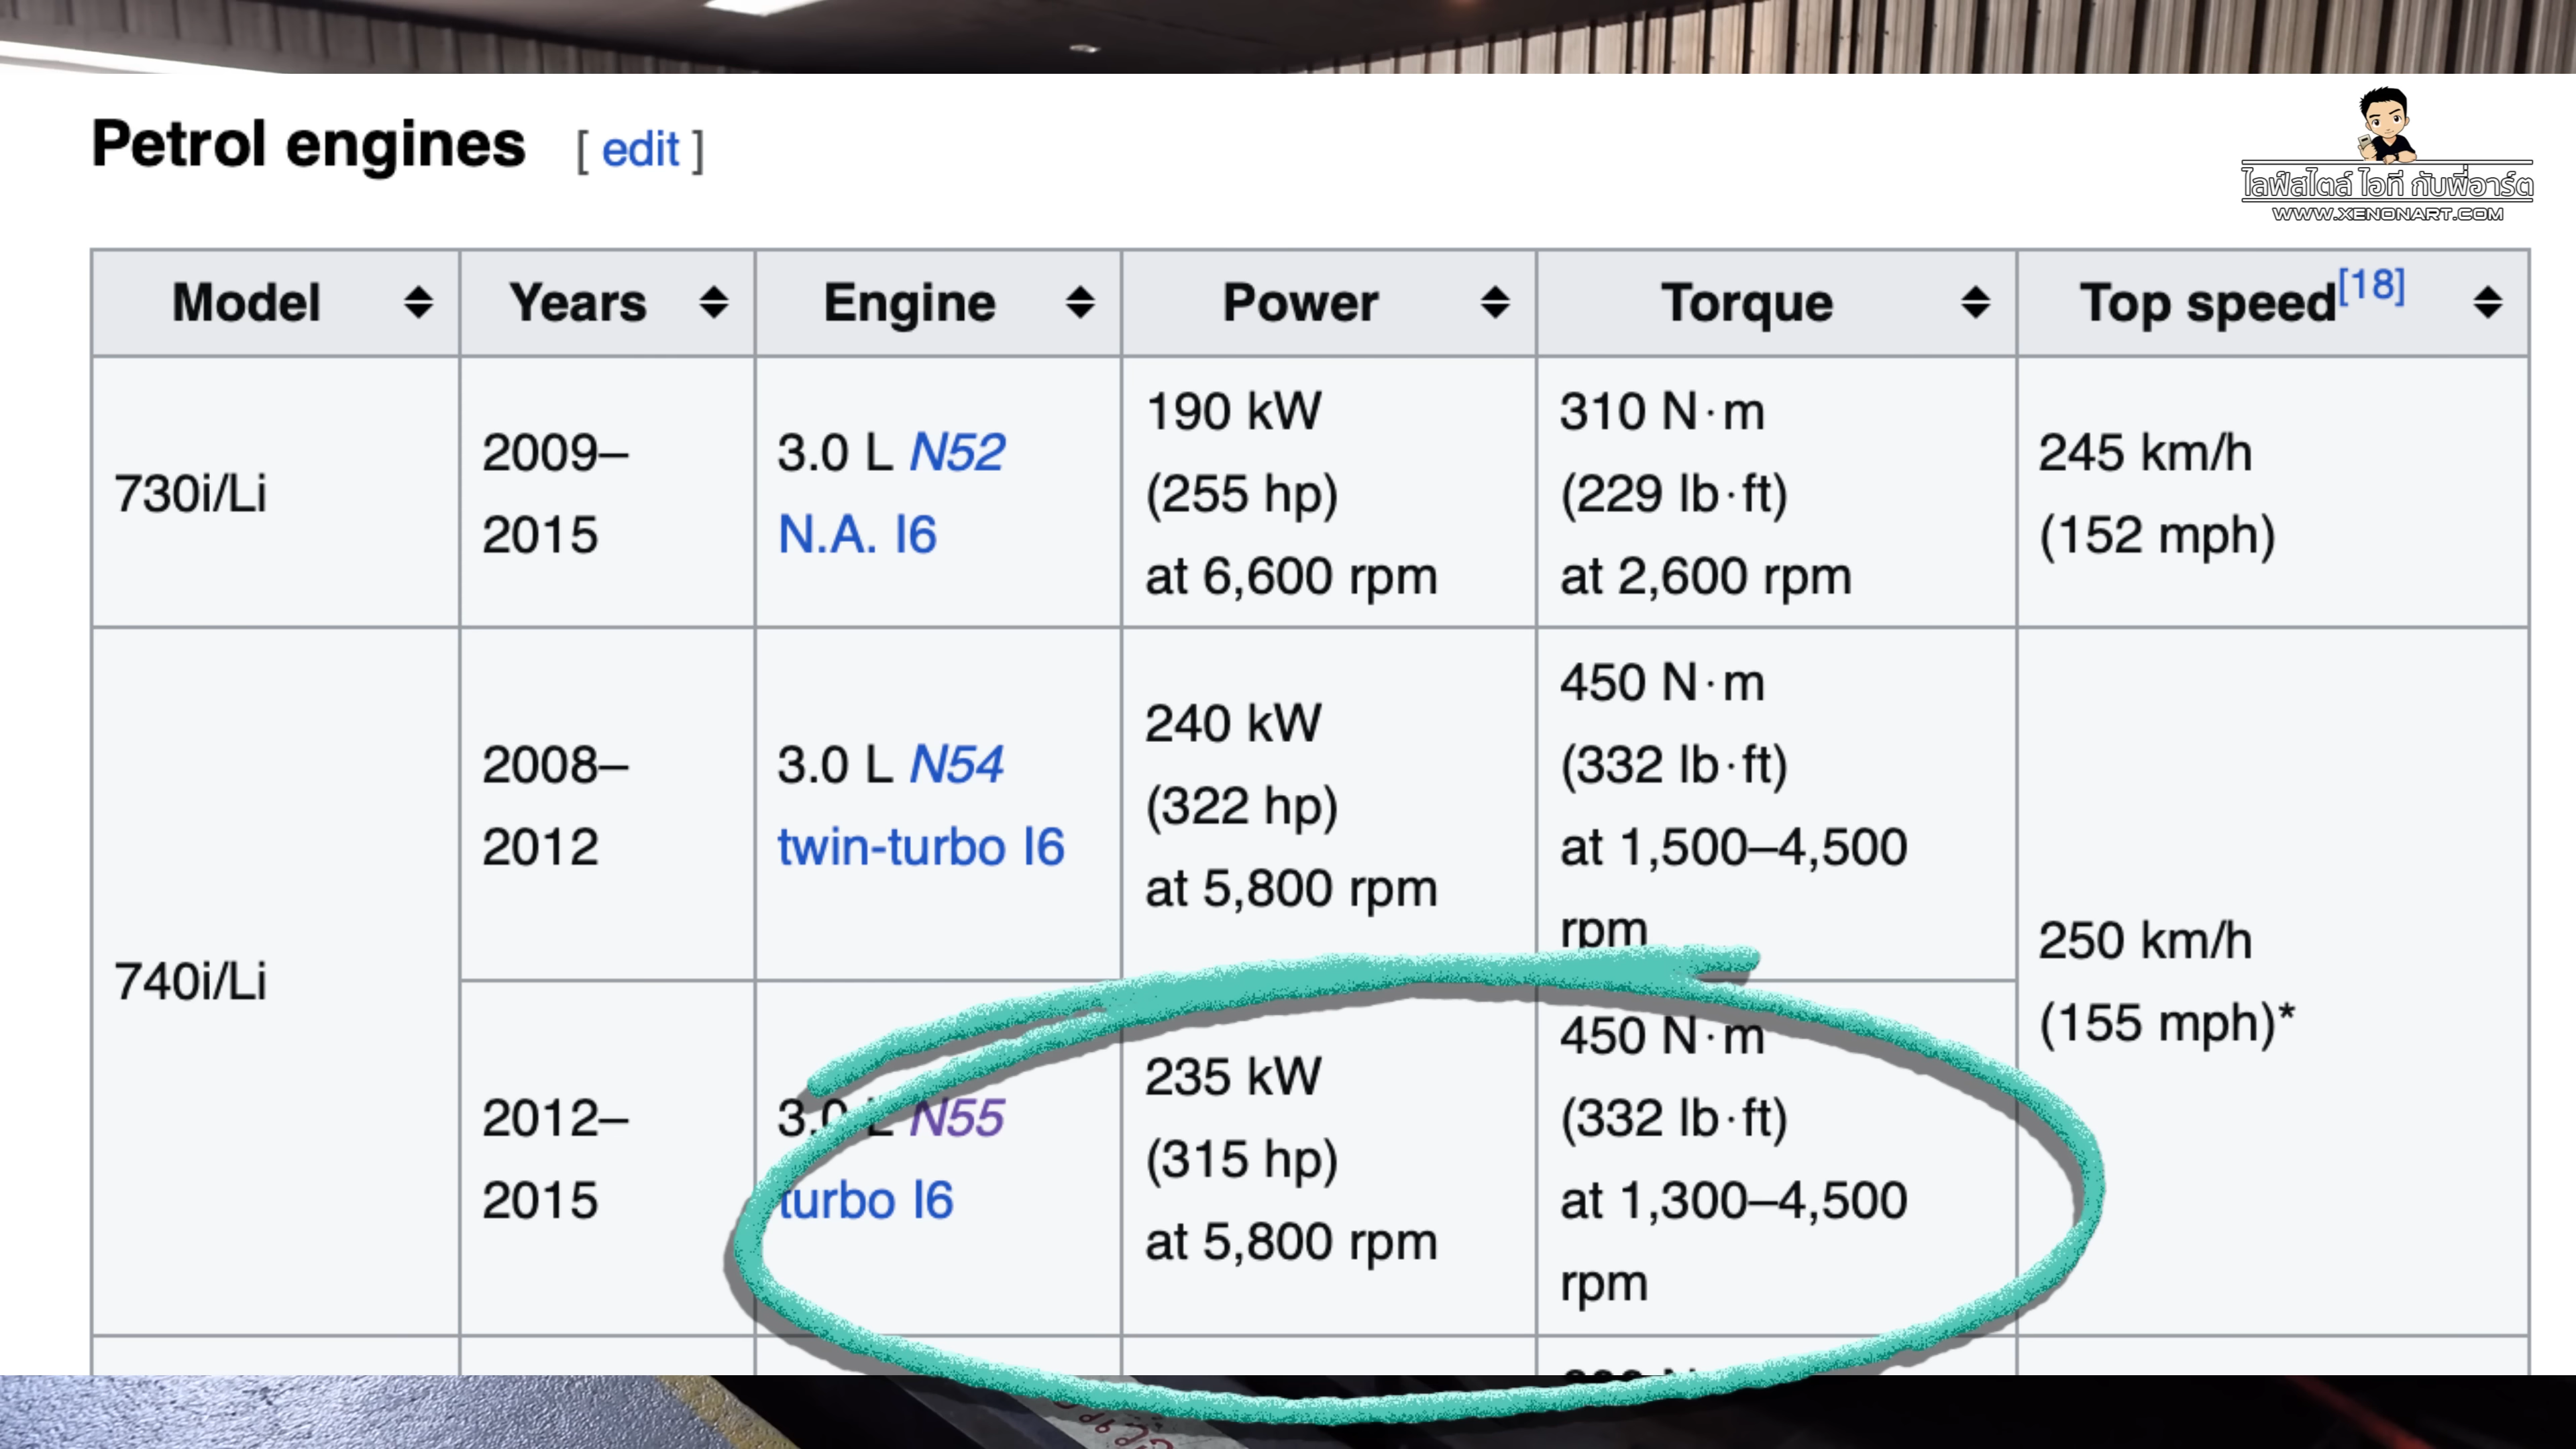 Petrol engines [ edit ]
ไลฟ์สไตล์ ไอที กับพี่อาร์ต
WWW.XENONART.COM
Model Years Engine Power Torque Top speed[18]
730i/Li
2009–
2015
3.0 L N52
N.A. I6
190 kW
(255 hp)
at 6,600 rpm
310 N·m
(229 lb·ft)
at 2,600 rpm
245 km/h
(152 mph)
740i/Li
2008–
2012
3.0 L N54
twin-turbo I6
240 kW
(322 hp)
at 5,800 rpm
450 N·m
(332 lb·ft)
at 1,500–4,500
rpm
250 km/h
(155 mph)*
2012–
2015
3.0 L N55
turbo I6
235 kW
(315 hp)
at 5,800 rpm
450 N·m
(332 lb·ft)
at 1,300–4,500
rpm